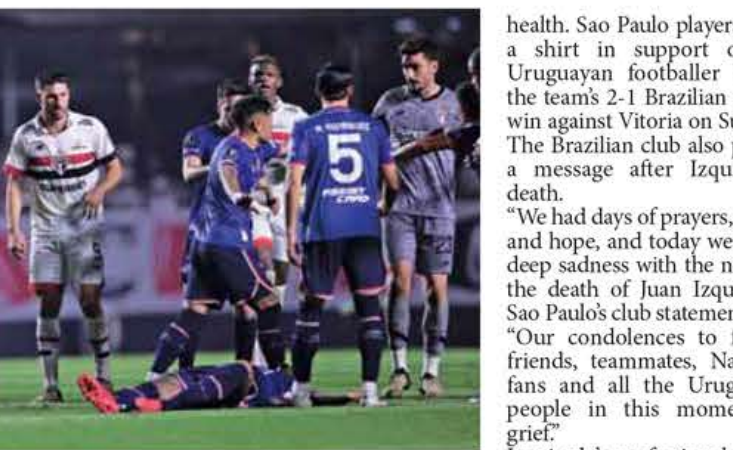 5
ASSIST
CARD
23
health. Sao Paulo player
a shirt in support
Uruguayan footballer
the team's 2-1 Brazilian
win against Vitoria on Su
The Brazilian club also
a message after Izqu
death.
"We had days of prayers,
and hope, and today we
deep sadness with the n
the death of Juan Izqu
Sao Paulo's club statemen
"Our condolences to
friends, teammates, Na
fans and all the Urug
people in this mome
grief."